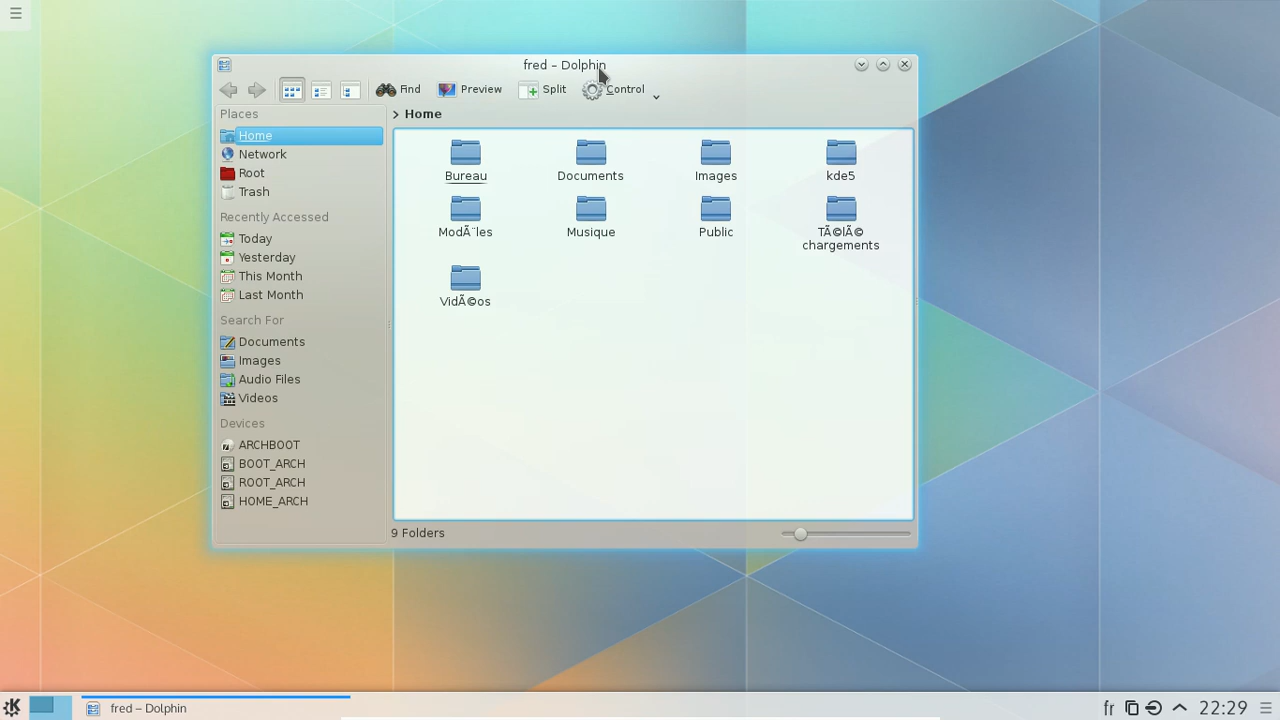 fred – Dolphin
Find Preview Split Control
Places
> Home
Home
Network
Root
Trash
Recently Accessed
Today
Yesterday
This Month
Last Month
Search For
Documents
Images
Audio Files
Videos
Devices
ARCHBOOT
BOOT_ARCH
ROOT_ARCH
HOME_ARCH
Bureau Documents Images kde5
ModÃ¨les Musique Public TÃ©lÃ©
chargements
VidÃ©os
9 Folders
fred – Dolphin fr 22:29